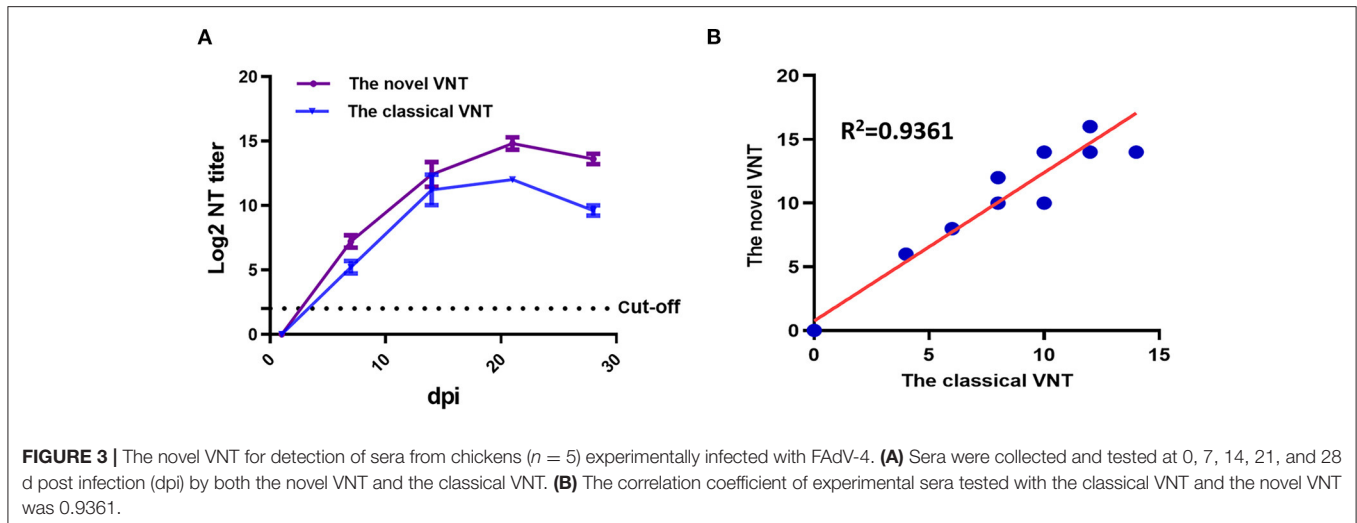 A
B
20
15
10
5
0
Log2 NT titer
The novel VNT
The classical VNT
Cut-off
0
10
20
30
dpi
20
15
10
5
0
The novel VNT
R²=0.9361
0
5
10
15
The classical VNT
FIGURE 3 | The novel VNT for detection of sera from chickens (n = 5) experimentally infected with FAdV-4. (A) Sera were collected and tested at 0, 7, 14, 21, and 28
d post infection (dpi) by both the novel VNT and the classical VNT. (B) The correlation coefficient of experimental sera tested with the classical VNT and the novel VNT
was 0.9361.